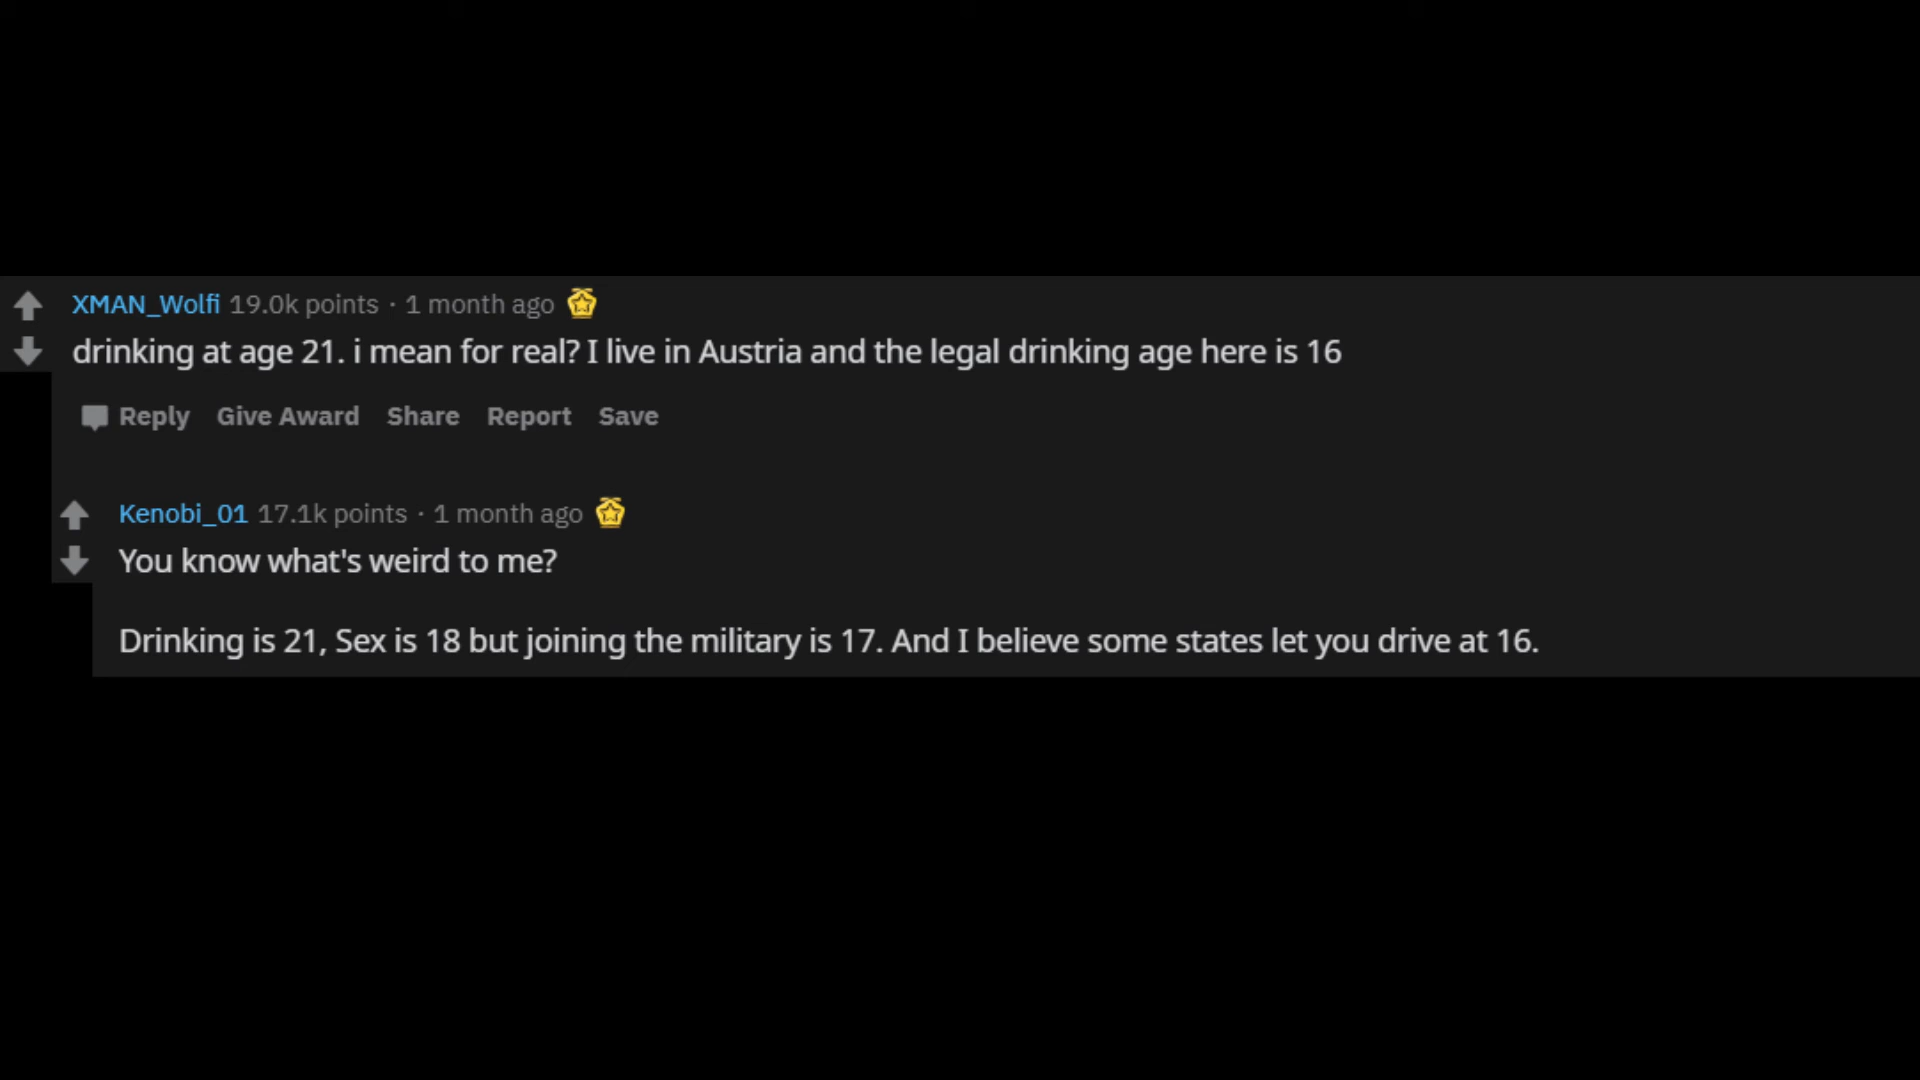 XMAN_Wolfi 19.0k points · 1 month ago
drinking at age 21. i mean for real? I live in Austria and the legal drinking age here is 16
Reply Give Award Share Report Save
Kenobi_01 17.1k points · 1 month ago
You know what's weird to me?
Drinking is 21, Sex is 18 but joining the military is 17. And I believe some states let you drive at 16.